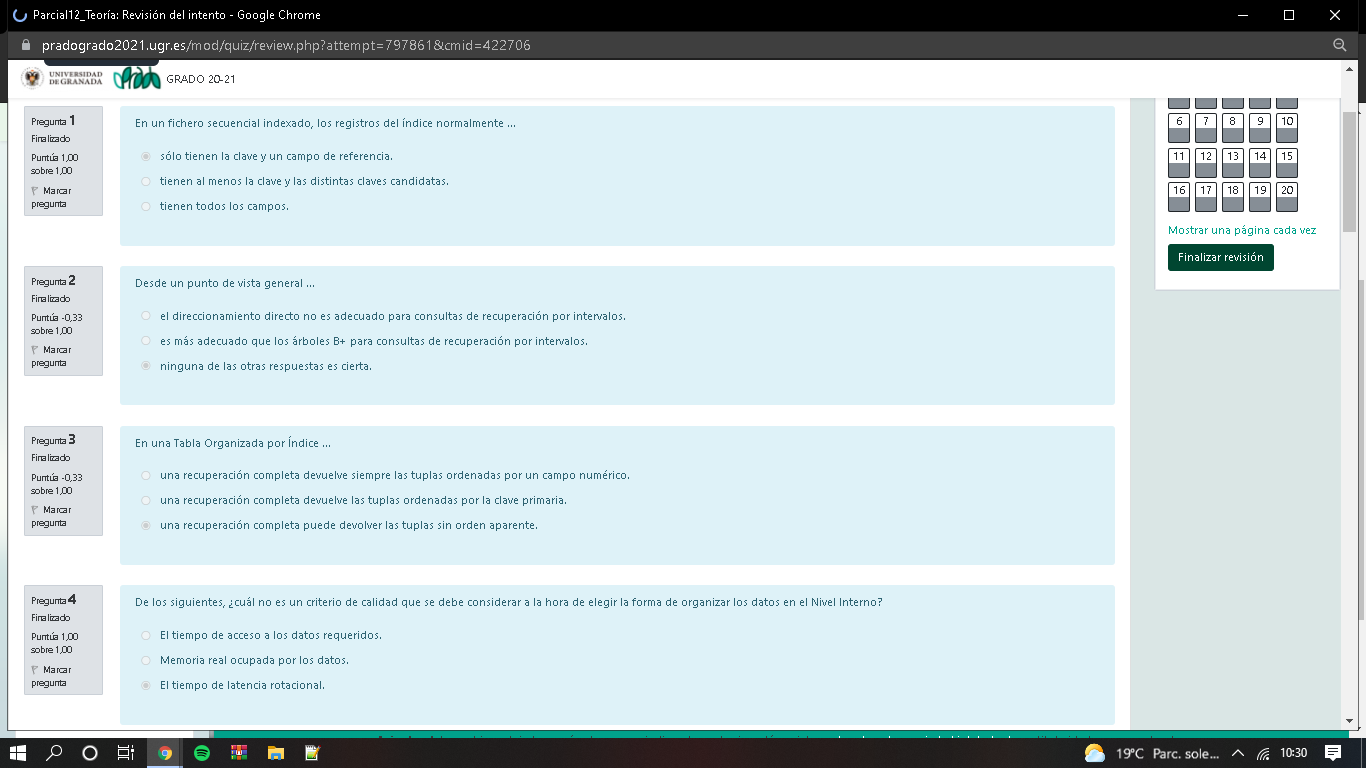 Parcial12_Teoría: Revisión del intento - Google Chrome
pradogrado2021.ugr.es/mod/quiz/review.php?attempt=797861&cmid=422706
UNIVERSIDAD DE GRANADA
prado
GRADO 20-21
Pregunta 1
Finalizado
Puntúa 1,00
sobre 1,00
Marcar
pregunta
En un fichero secuencial indexado, los registros del índice normalmente ...
sólo tienen la clave y un campo de referencia.
tienen al menos la clave y las distintas claves candidatas.
tienen todos los campos.
Pregunta 2
Finalizado
Puntúa -0,33
sobre 1,00
Marcar
pregunta
Desde un punto de vista general ...
el direccionamiento directo no es adecuado para consultas de recuperación por intervalos.
es más adecuado que los árboles B+ para consultas de recuperación por intervalos.
ninguna de las otras respuestas es cierta.
Pregunta 3
Finalizado
Puntúa -0,33
sobre 1,00
Marcar
pregunta
En una Tabla Organizada por Índice ...
una recuperación completa devuelve siempre las tuplas ordenadas por un campo numérico.
una recuperación completa devuelve las tuplas ordenadas por la clave primaria.
una recuperación completa puede devolver las tuplas sin orden aparente.
Pregunta 4
Finalizado
Puntúa 1,00
sobre 1,00
Marcar
pregunta
De los siguientes, ¿cuál no es un criterio de calidad que se debe considerar a la hora de elegir la forma de organizar los datos en el Nivel Interno?
El tiempo de acceso a los datos requeridos.
Memoria real ocupada por los datos.
El tiempo de latencia rotacional.
6 7 8 9 10
11 12 13 14 15
16 17 18 19 20
Mostrar una página cada vez
Finalizar revisión
19°C Parc. sole... 10:30